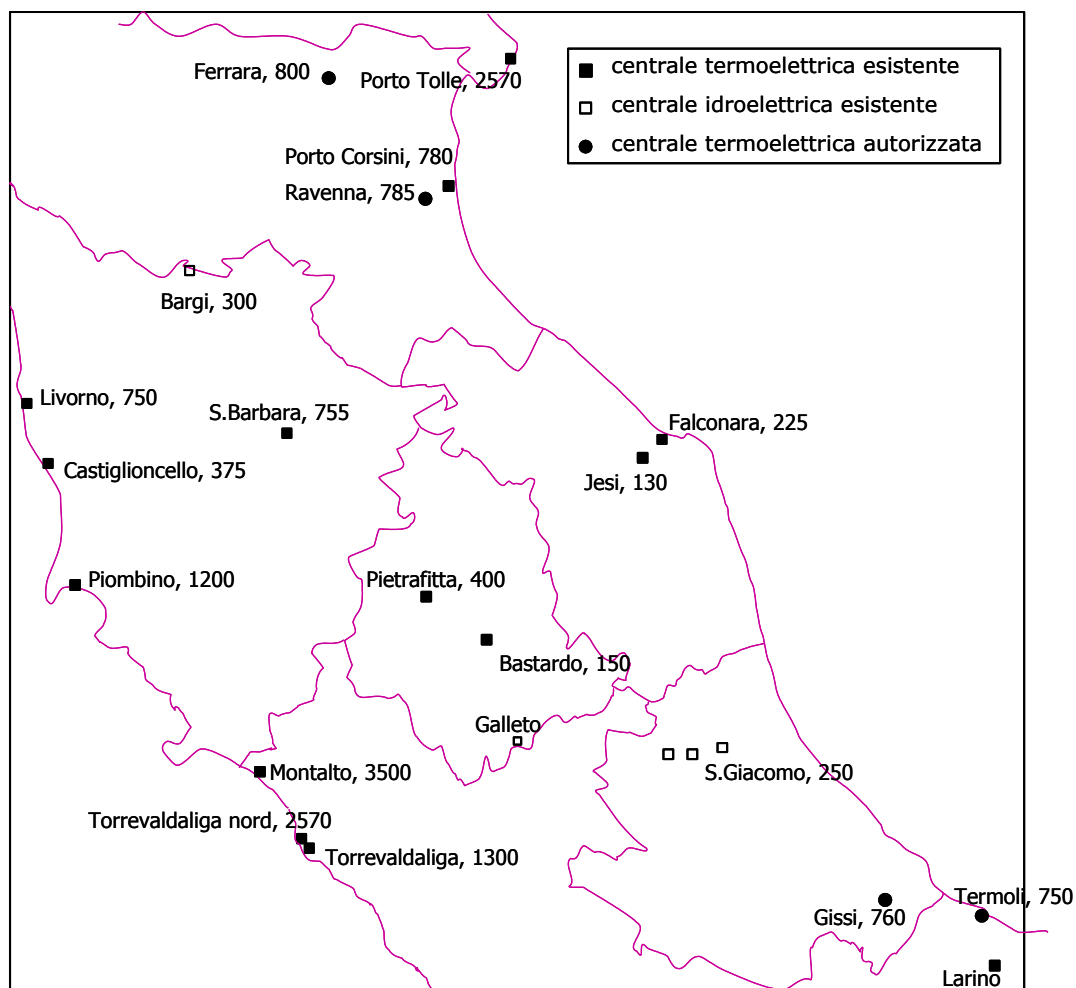 Ferrara, 800
Porto Tolle, 2570
centrale termoelettrica esistente
centrale idroelettrica esistente
centrale termoelettrica autorizzata
Porto Corsini, 780
Ravenna, 785
Bargi, 300
Livorno, 750
S.Barbara, 755
Falconara, 225
Castiglioncello, 375
Jesi, 130
Piombino, 1200
Pietrafitta, 400
Bastardo, 150
Galleto
Montalto, 3500
S.Giacomo, 250
Torrevaldaliga nord, 2570
Torrevaldaliga, 1300
Termoli, 750
Gissi, 760
Larino